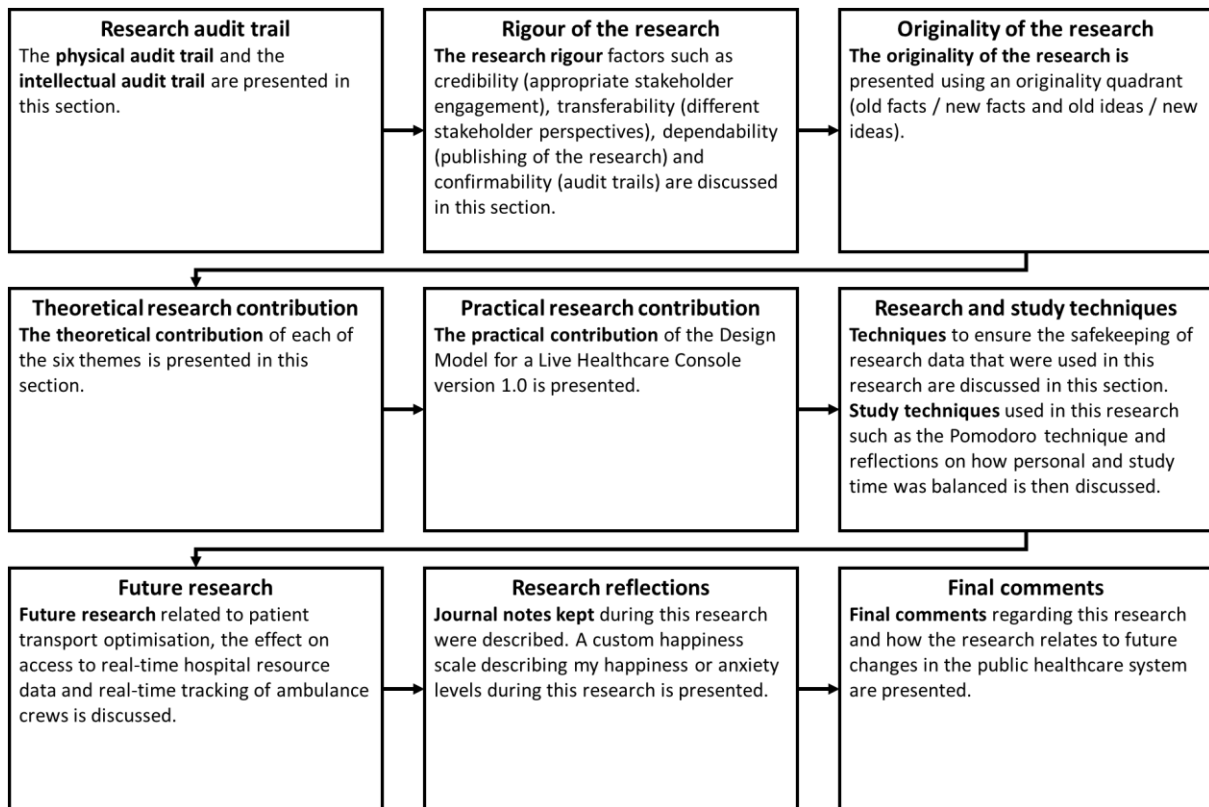 Research audit trail
The physical audit trail and the
intellectual audit trail are presented in
this section.
Rigour of the research
The research rigour factors such as
credibility (appropriate stakeholder
engagement), transferability (different
stakeholder perspectives), dependability
(publishing of the research) and
confirmability (audit trails) are discussed
in this section.
Originality of the research
The originality of the research is
presented using an originality quadrant
(old facts / new facts and old ideas / new
ideas).
Theoretical research contribution
The theoretical contribution of each of
the six themes is presented in this
section.
Practical research contribution
The practical contribution of the Design
Model for a Live Healthcare Console
version 1.0 is presented.
Research and study techniques
Techniques to ensure the safekeeping of
research data that were used in this
research are discussed in this section.
Study techniques used in this research
such as the Pomodoro technique and
reflections on how personal and study
time was balanced is then discussed.
Future research
Future research related to patient
transport optimisation, the effect on
access to real-time hospital resource
data and real-time tracking of ambulance
crews is discussed.
Research reflections
Journal notes kept during this research
were described. A custom happiness
scale describing my happiness or anxiety
levels during this research is presented.
Final comments
Final comments regarding this research
and how the research relates to future
changes in the public healthcare system
are presented.